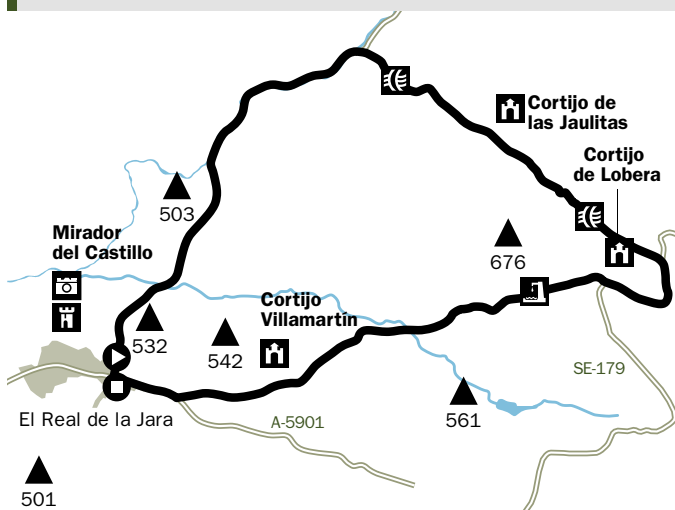 Cortijo de
las Jaulitas
Cortijo
de Lobera
503
Mirador
del Castillo
676
Cortijo
Villamartín
532
542
SE-179
561
El Real de la Jara
A-5901
501